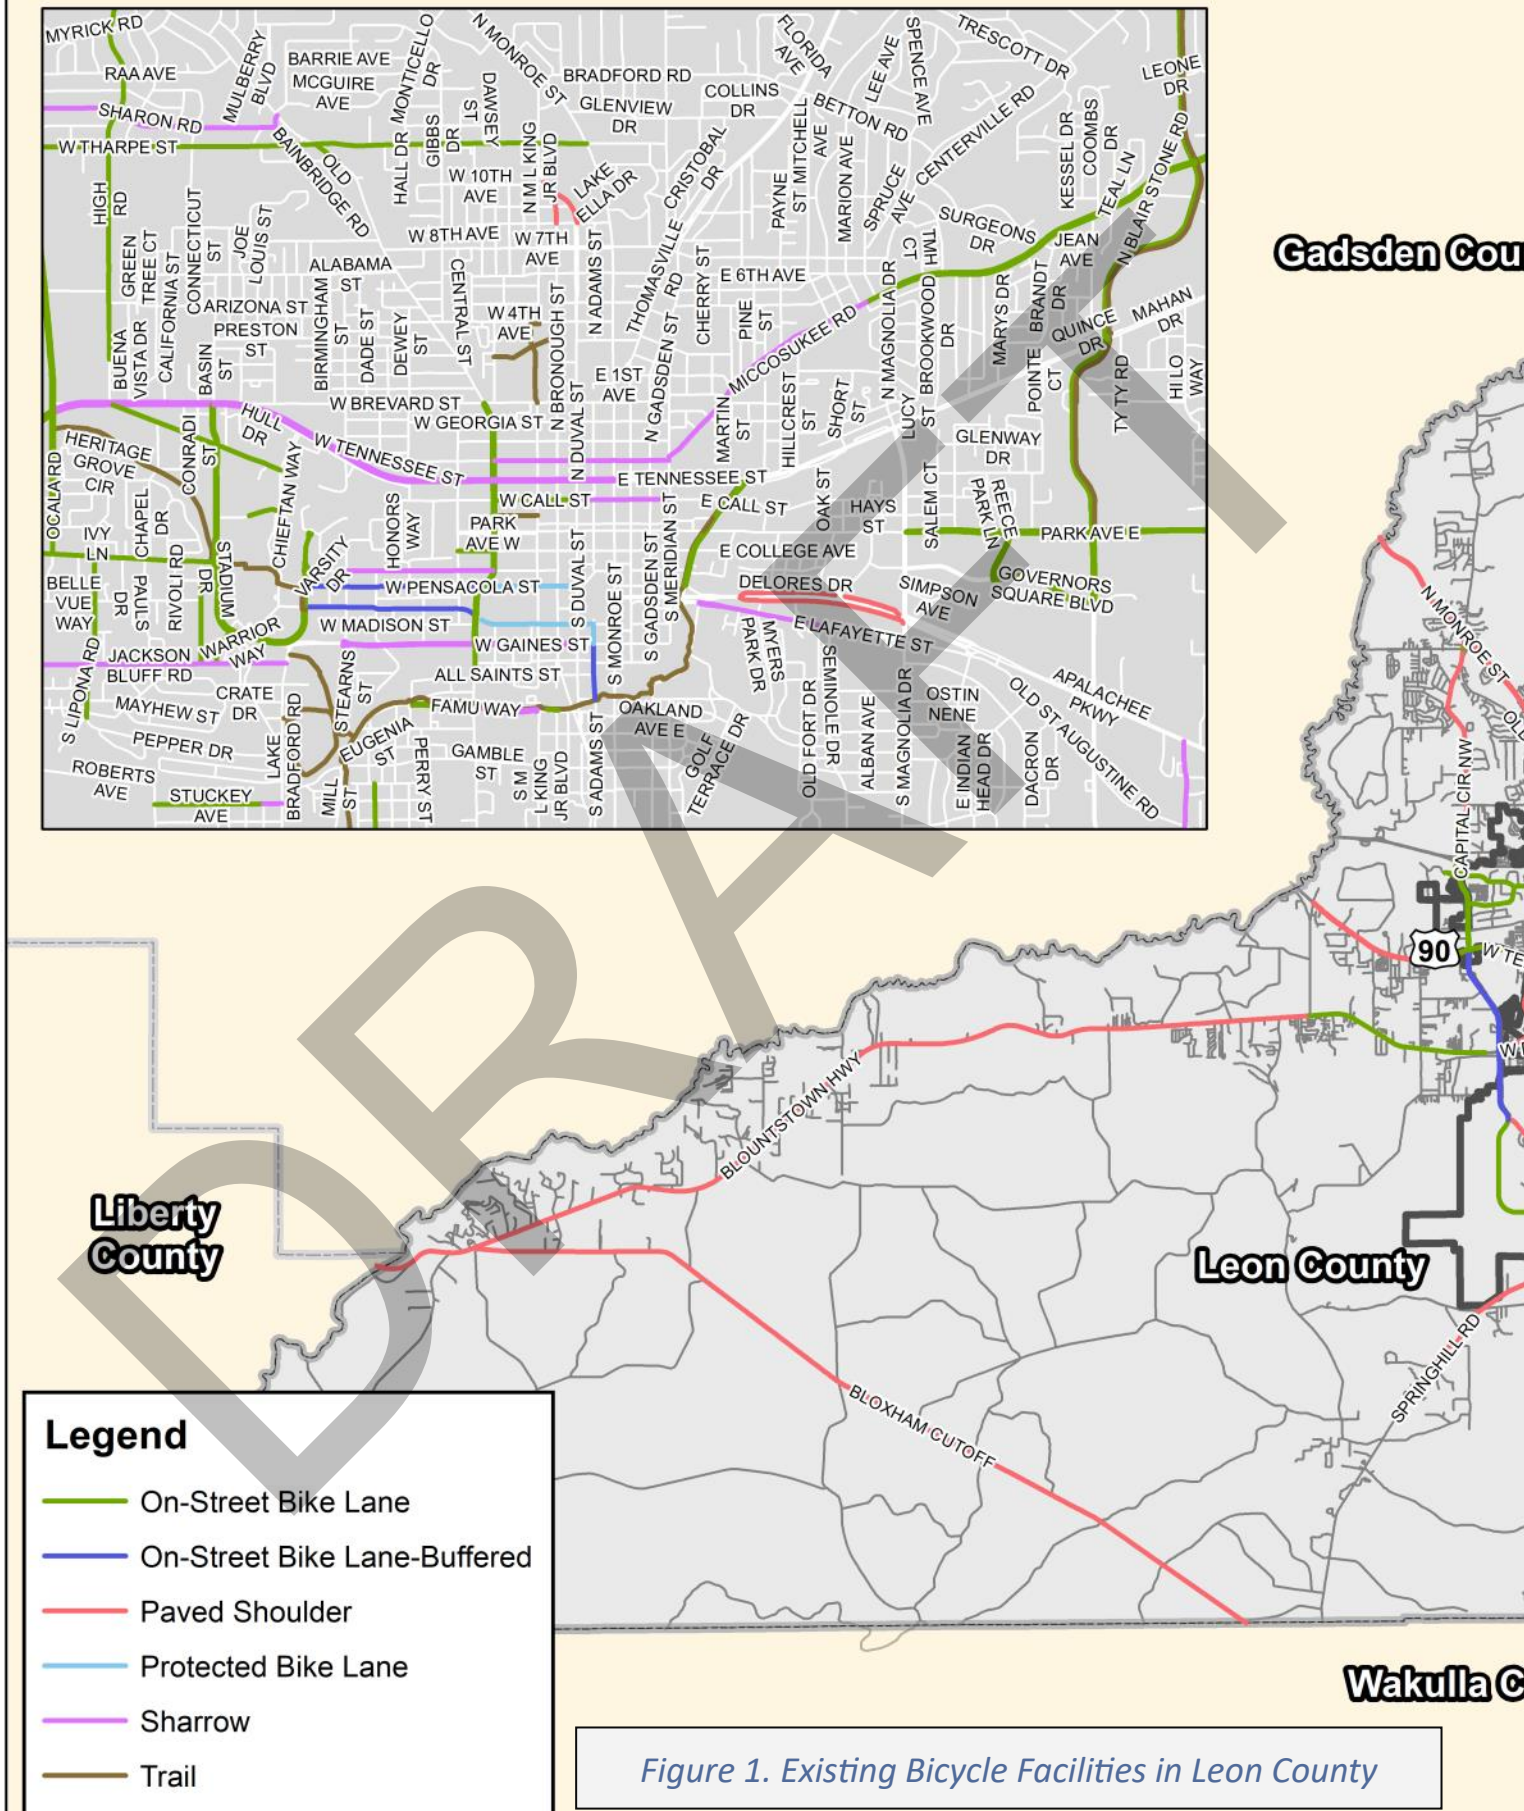 MYRICK RD
RAA AVE
MULBERRY
BLVD
BARRIE AVE
MCGUIRE
AVE
MONTICELLO
DR
N MONROE ST
DAWSEY
ST
BRADFORD RD
GLENVIEW
DR
COLLINS
DR
FLORIDA
AVE
LEE AVE
SPENCE AVE
TRESCOTT DR
LEONE
DR
SHARON RD
W THARPE ST
BAINBRIDGE RD
OLD
HALL DR
GIBBS
DR
W 10TH
AVE
N M L KING
JR BLVD
LAKE
ELLA DR
CRISTOBAL
DR
ST MITCHELL
AVE
PAYNE
BETTON RD
MARION AVE
SPRUCE
AVE
CENTERVILLE RD
KESSEL DR
COOMBS
DR
TEAL LN
N BLAIR STONE RD
HIGH
RD
GREEN
TREE CT
CONNECTICUT
ST
JOE
LOUIS ST
W 8TH AVE
W 7TH
AVE
N ADAMS ST
THOMASVILLE
RD
CHERRY ST
E 6TH AVE
SURGEONS
DR
JEAN
AVE
CALIFORNIA ST
ARIZONA ST
PRESTON
ST
ALABAMA
ST
BIRMINGHAM
ST
DADE ST
DEWEY
ST
CENTRAL ST
W 4TH
AVE
N BRONOUGH ST
N GADSDEN ST
PINE
ST
MICCOSUKEE RD
N MAGNOLIA DR
CT
LUCY
TMH
BROOKWOOD
DR
ST
MARYS DR
BRANDT
DR
POINTE
CT
QUINCE
DR
MAHAN
DR
TY TY RD
HI LO
WAY
BUENA
VISTA DR
BASIN
ST
W BREVARD ST
W GEORGIA ST
E 1ST
AVE
N DUVAL ST
MARTIN
ST
HILLCREST
ST
SHORT
ST
GLENWAY
DR
HERITAGE
GROVE
CIR
CONRADI
ST
HULL
DR
W TENNESSEE ST
E TENNESSEE ST
CHIEFTAN WAY
OCALA RD
CHAPEL
DR
HONORS
WAY
W CALL ST
PARK
AVE W
E CALL ST
OAK ST
HAYS
ST
SALEM CT
REECE
PARK LN
PARK AVE E
IVY
LN
BELLE
VUE
WAY
PAULS
DR
RIVOLI RD
STADIUM
DR
VARSITY
DR
W PENSACOLA ST
S DUVAL ST
S MONROE ST
S GADSDEN ST
S MERIDIAN ST
E COLLEGE AVE
DELORES DR
SIMPSON
AVE
GOVERNORS
SQUARE BLVD
W MADISON ST
W GAINES ST
E LAFAYETTE ST
JACKSON
BLUFF RD
WARRIOR
WAY
S LIPONA RD
MAYHEW ST
CRATE
DR
STEARNS
ST
ALL SAINTS ST
FAMU WAY
OAKLAND
AVE E
MYERS
PARK DR
SEMINOLE DR
OLD FORT DR
ALBAN AVE
S MAGNOLIA DR
OSTIN
NENE
APALACHEE
PKWY
OLD ST AUGUSTINE RD
PEPPER DR
ROBERTS
AVE
STUCKEY
AVE
LAKE
BRADFORD RD
MILL
ST
EUGENIA
ST
PERRY ST
GAMBLE
ST
S M
L KING
JR BLVD
S ADAMS ST
GOLF
TERRACE DR
E INDIAN
HEAD DR
DACRON
DR
Gadsden Cou
N MONROE ST
OLD
CAPITAL CIR NW
90
W TE
BLOUNTSTOWN HWY
Liberty
County
Leon County
SPRINGHILL RD
BLOXHAM CUTOFF
Wakulla C
DRAFT
Legend
On-Street Bike Lane
On-Street Bike Lane-Buffered
Paved Shoulder
Protected Bike Lane
Sharrow
Trail
Figure 1. Existing Bicycle Facilities in Leon County